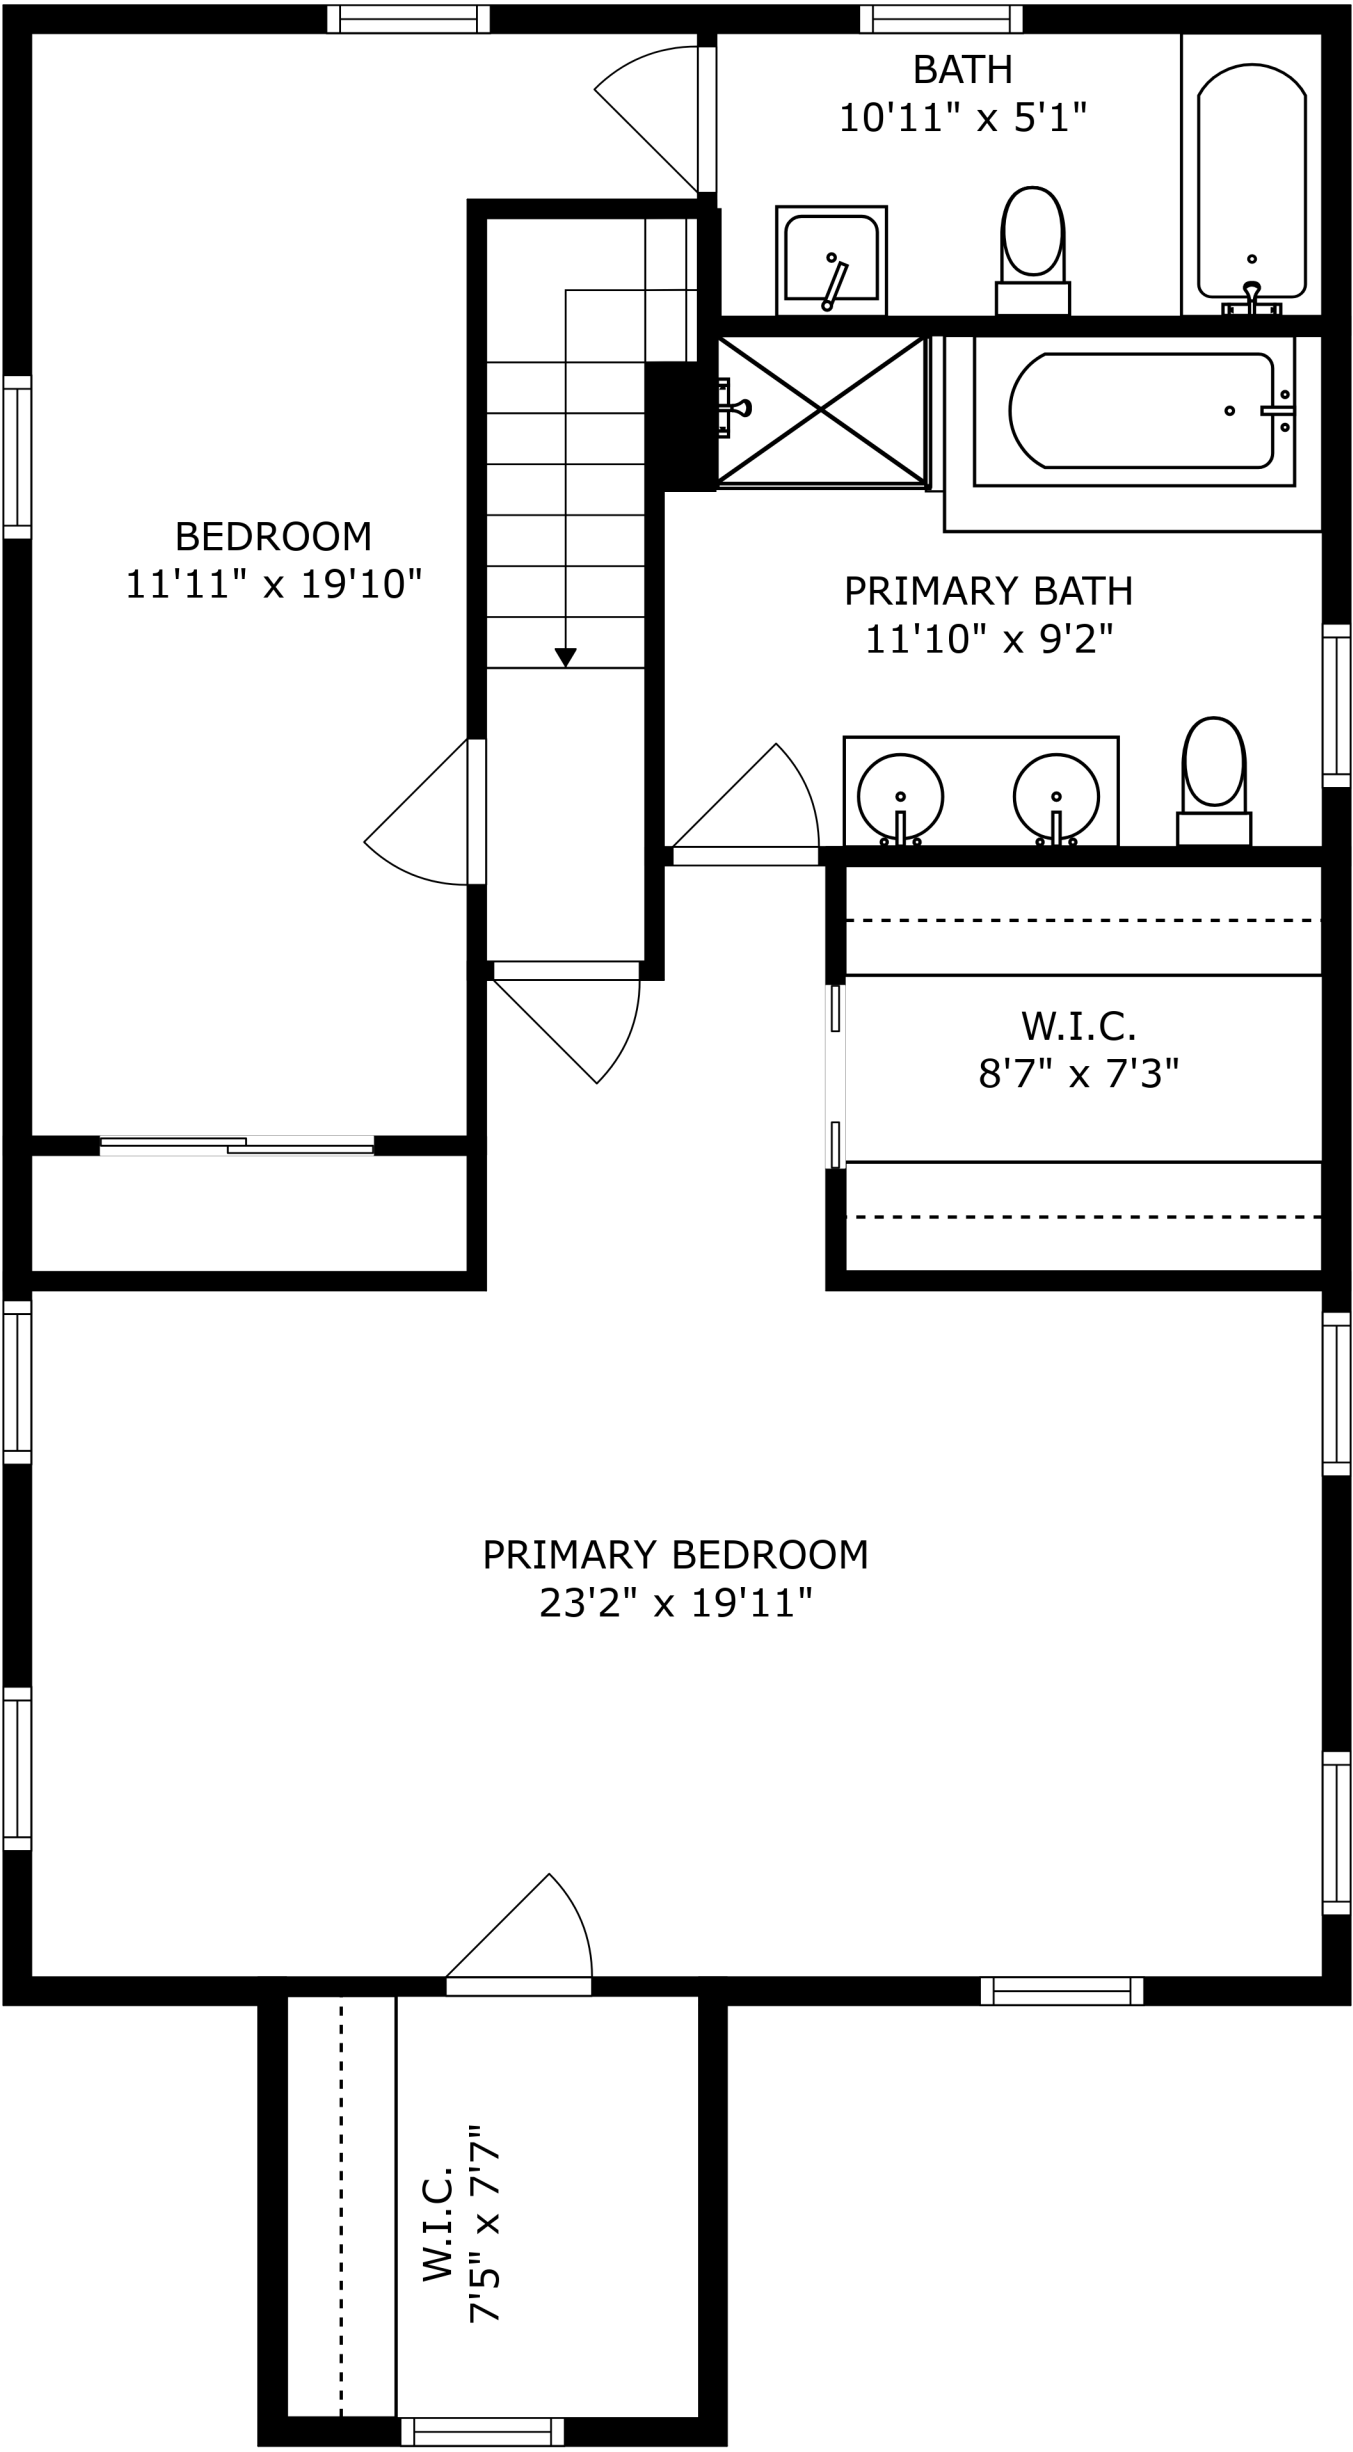 BATH
10'11" x 5'1"
BEDROOM
11'11" x 19'10"
PRIMARY BATH
11'10" x 9'2"
W.I.C.
8'7" x 7'3"
PRIMARY BEDROOM
23'2" x 19'11"
W.I.C.
7'5" x 7'7"